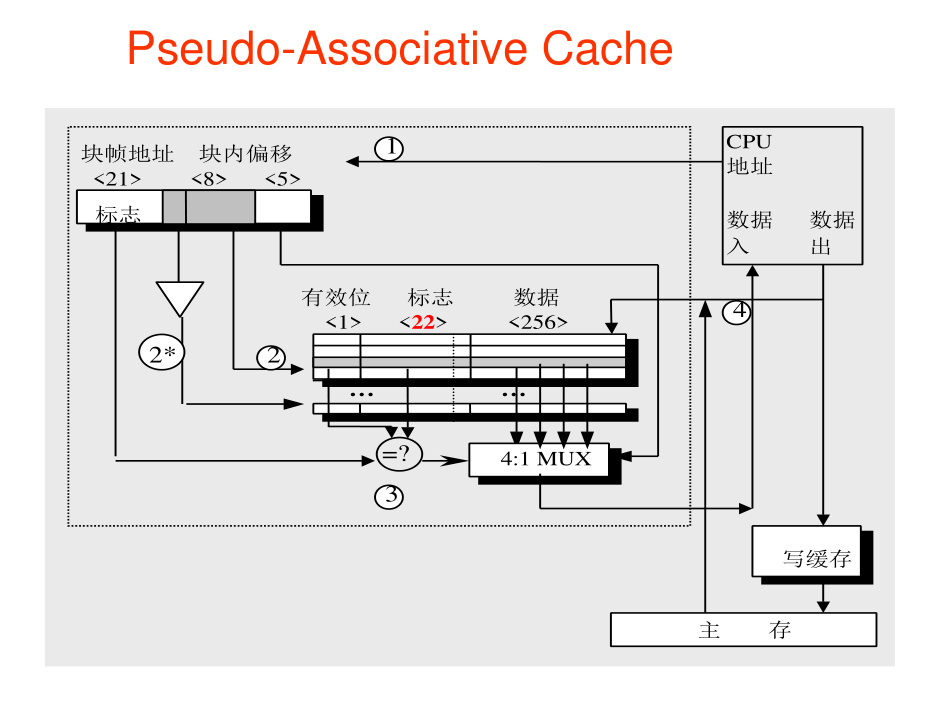 Pseudo-Associative Cache
1
CPU
地址
块帧地址 块内偏移
<21> <8> <5>
标志
数据 数据
入 出
有效位 标志 数据
<1> <22> <256>
4
2*
2
... ...
=?
4:1 MUX
3
写缓存
主 存